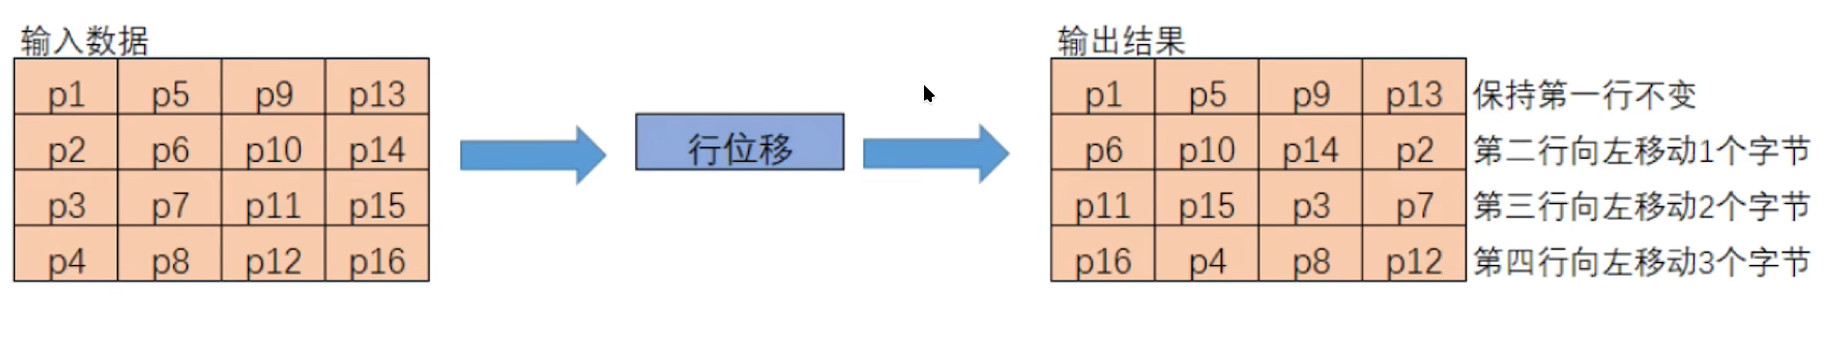 输入数据
p1 p5 p9 p13
p2 p6 p10 p14
p3 p7 p11 p15
p4 p8 p12 p16
行位移
输出结果
p1 p5 p9 p13 保持第一行不变
p6 p10 p14 p2 第二行向左移动1个字节
p11 p15 p3 p7 第三行向左移动2个字节
p16 p4 p8 p12 第四行向左移动3个字节